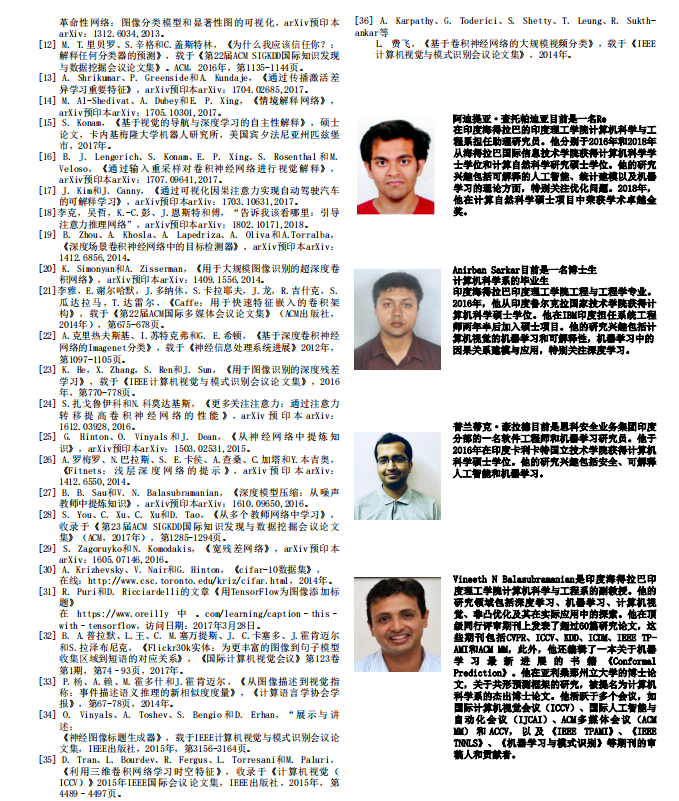 革命性网络：图像分类模型和显著性图的可视化，arXiv预印本
arXiv：1312.6034,2013。
[12] M. T.里贝罗、S.辛格和C.盖斯特林，《为什么我应该信任你？：
解释任何分类器的预测》，载于《第22届ACM SIGKDD国际知识发现
与数据挖掘会议论文集》。ACM，2016年，第1135-1144页。
[13] A. Shrikumar、P. Greenside和A. Kundaje，《通过传播激活差
异学习重要特征》，arXiv预印本arXiv：1704.02685,2017。
[14] M. Al-Shedivat、A. Dubey和E. P. Xing，《情境解释网络》，
arXiv预印本arXiv：1705.10301,2017。
[15] S. Konam，《基于视觉的导航与深度学习的自主性解释》，硕士
论文，卡内基梅隆大学机器人研究所，美国宾夕法尼亚州匹兹堡
市，2017年。
[16] B. J. Lengerich、S. Konam、E. P. Xing、S. Rosenthal和M.
Veloso，《通过输入重采样对卷积神经网络进行视觉解释》，
arXiv预印本arXiv：1707.09641,2017。
[17] J. Kim和J. Canny，《通过可视化因果注意力实现自动驾驶汽车
的可解释学习》，arXiv预印本arXiv：1703.10631,2017。
[18]李克，吴哲，K.-C.彭、J.恩斯特和傅，“告诉我该看哪里：引导
注意力推理网络”，arXiv预印本arXiv：1802.10171,2018。
[19] B. Zhou、A. Khosla、A. Lapedriza、A. Oliva和A.Torralba，
《深度场景卷积神经网络中的目标检测器》，arXiv预印本arXiv：
1412.6856,2014。
[20] K. Simonyan和A. Zisserman，《用于大规模图像识别的超深度卷
积网络》，arXiv预印本arXiv：1409.1556,2014。
[21]李雅，E.谢尔哈默，J.多纳休，S.卡拉耶夫，J.龙，R.吉什克，S.
瓜达拉马，T.达雷尔，《Caffe：用于快速特征嵌入的卷积架
构》，载于《第22届ACM国际多媒体会议论文集》（ACM出版社，
2014年），第675-678页。
[22] A.克里热夫斯基、I.苏特克弗和G. E.希顿，《基于深度卷积神经
网络的Imagenet分类》，载于《神经信息处理系统进展》2012年，
第1097-1105页。
[23] K. He、X. Zhang、S. Ren和J. Sun，《用于图像识别的深度残差
学习》，载于《IEEE计算机视觉与模式识别会议论文集》，2016
年，第770-778页。
[24] S.扎戈鲁伊科和N.科莫达基斯，《更多关注注意力：通过注意力
转移提高卷积神经网络的性能》，arXiv预印本arXiv：
1612.03928,2016。
[25] G. Hinton、O. Vinyals和J. Dean，《从神经网络中提炼知
识》，arXiv预印本arXiv：1503.02531,2015。
[26] A.罗梅罗、N.巴拉斯、S. E.卡侯、A.查桑、C.加塔和Y.本吉奥，
《Fitnets：浅层深度网络的提示》，arXiv预印本arXiv：
1412.6550,2014。
[27] B. B. Sau和V. N. Balasubramanian，《深度模型压缩：从噪声
教师中提炼知识》，arXiv预印本arXiv：1610.09650,2016。
[28] S. You、C. Xu、C. Xu和D. Tao，《从多个教师网络中学习》，
收录于《第23届ACM SIGKDD国际知识发现与数据挖掘会议论文
集》（ACM，2017年），第1285-1294页。
[29] S. Zagoruyko和N. Komodakis，《宽残差网络》，arXiv预印本
arXiv：1605.07146,2016。
[30] A. Krizhevsky、V. Nair和G. Hinton，《cifar-10数据集》，
在线：http://www.csc.toronto.edu/kriz/cifar.html，2014年。
[31] R. Puri和D. Ricciardelli的文章《用TensorFlow为图像添加标
题》
在https://www.oreilly中。com/learning/caption-this-
with-tensorflow，访问日期：2017年3月28日。
[32] B. A.普拉默、L.王、C. M.塞万提斯、J. C.卡塞多、J.霍肯迈尔
和S.拉泽布尼克，《Flickr30k实体：为更丰富的图像到句子模型
收集区域到短语的对应关系》，《国际计算机视觉会议》第123卷
第1期，第74-93页，2017年。
[33] P.杨、A.赖、M.霍多什和J.霍肯迈尔，《从图像描述到视觉指
称：事件描述语义推理的新相似度度量》，《计算语言学协会学
报》，第67-78页，2014年。
[34] O. Vinyals、A. Toshev、S. Bengio和D. Erhan，“展示与讲
述：
《神经图像标题生成器》，载于IEEE计算机视觉与模式识别会议论
文集，IEEE出版社，2015年，第3156-3164页。
[35] D. Tran、L. Bourdev、R. Fergus、L. Torresani和M. Paluri，
《利用三维卷积网络学习时空特征》，收录于《计算机视觉（
ICCV）》2015年IEEE国际会议论文集，IEEE出版社，2015年，第
4489-4497页。
[36] A. Karpathy、G. Toderici、S. Shetty、T. Leung、R. Sukth-
ankar等
L. 费飞，《基于卷积神经网络的大规模视频分类》，载于《IEEE
计算机视觉与模式识别会议论文集》，2014年。
阿迪提亚·查托帕迪亚目前是一名Re
在印度海得拉巴的印度理工学院计算机科学与工
程系担任助理研究员。他分别于2016年和2018年
从海得拉巴国际信息技术学院获得计算机科学学
士学位和计算自然科学研究硕士学位。他的研究
兴趣包括可解释的人工智能、统计建模以及机器
学习的理论方面，特别关注优化问题。2018年，
他在计算自然科学硕士项目中荣获学术卓越金
奖。
Anirban Sarkar目前是一名博士生
计算机科学系的毕业生
印度海得拉巴印度理工学院工程与工程学专业。
2016年，他从印度鲁尔克拉国家技术学院获得计
算机科学硕士学位。他在IBM印度担任系统工程
师两年半后加入硕士项目。他的研究兴趣包括计
算机视觉的机器学习和可解释性，机器学习中的
因果关系建模与应用，特别关注深度学习。
普兰蒂克·豪拉德目前是思科安全业务集团印度
分部的一名软件工程师和机器学习研究员。他于
2016年在印度卡利卡特国立技术学院获得计算机
科学硕士学位。他的研究兴趣包括安全、可解释
人工智能和机器学习。
Vineeth N Balasubramanian是印度海得拉巴印
度理工学院计算机科学与工程系的副教授。他的
研究领域包括深度学习、机器学习、计算机视
觉、非凸优化及其在实际应用中的探索。他在顶
级同行评审期刊上发表了超过60篇研究论文，这
些期刊包括CVPR、ICCV、KDD、ICDM、IEEE TP-
AMI和ACM MM，此外，他还编辑了一本关于机器
学习最新进展的书籍《Conformal
Prediction》。他在亚利桑那州立大学的博士论
文，关于共形预测框架的研究，被提名为计算机
科学系的杰出博士论文。他活跃于多个会议，如
国际计算机视觉会议（ICCV）、国际人工智能与
自动化会议（IJCAI）、ACM多媒体会议（ACM
MM）和ACCV，以及《IEEE TPAMI》、《IEEE
TNNLS》、《机器学习与模式识别》等期刊的审
稿人和贡献者。